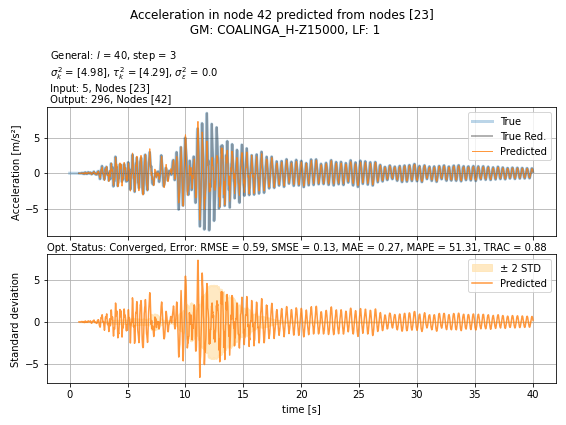 Acceleration in node 42 predicted from nodes [23]
GM: COALINGA_H-Z15000, LF: 1
General: l = 40, step = 3
σ²ₖ = [4.98], τ²ₖ = [4.29], σ²ε = 0.0
Input: 5, Nodes [23]
Output: 296, Nodes [42]
Acceleration [m/s²]
5
0
−5
True
True Red.
Predicted
Opt. Status: Converged, Error: RMSE = 0.59, SMSE = 0.13, MAE = 0.27, MAPE = 51.31, TRAC = 0.88
Standard deviation
5
0
−5
± 2 STD
Predicted
0 5 10 15 20 25 30 35 40
time [s]